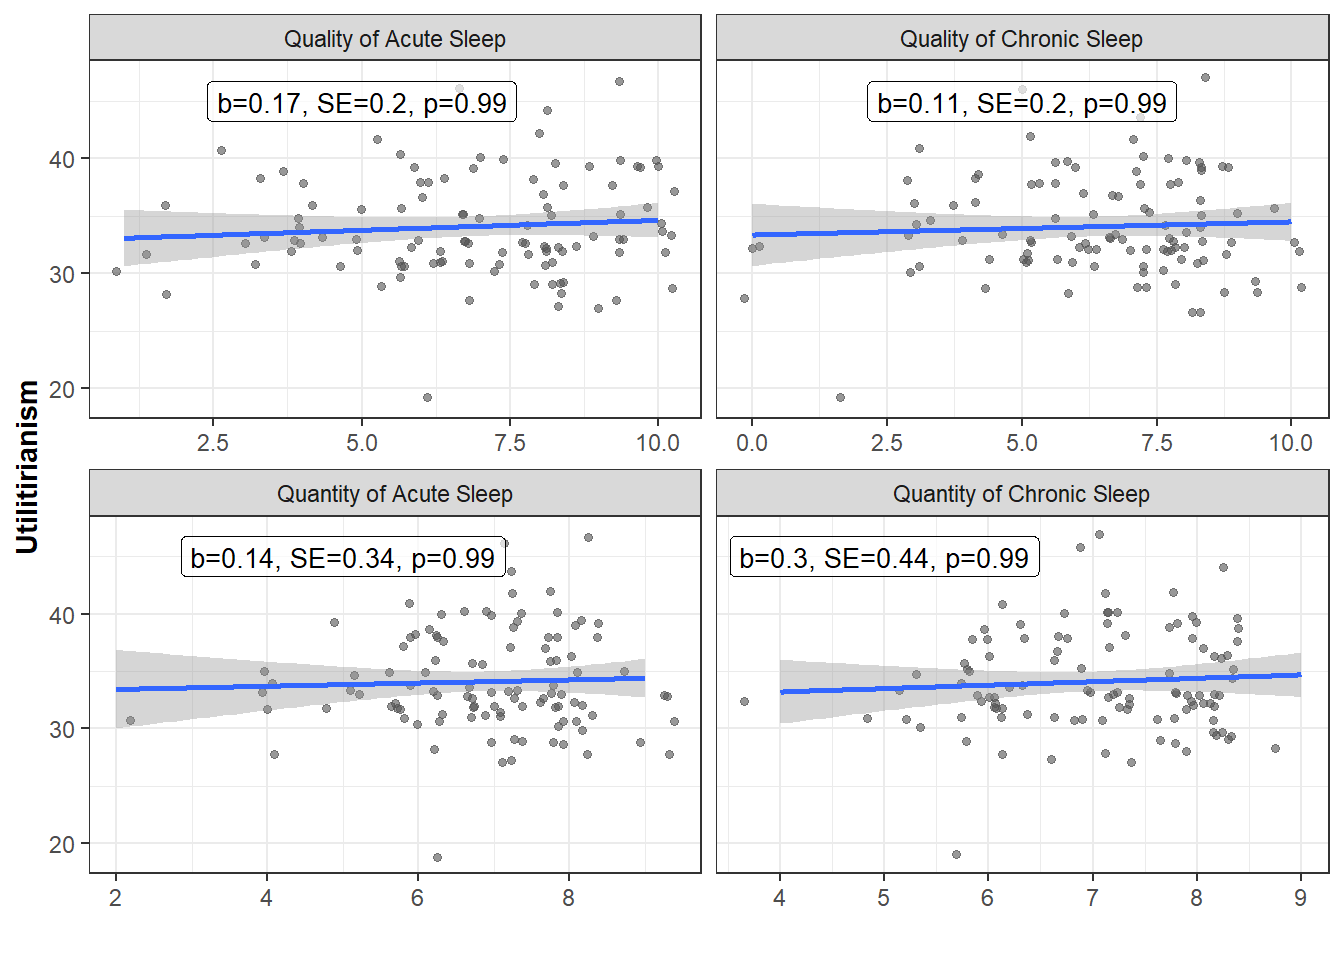 Quality of Acute Sleep
Quality of Chronic Sleep
b=0.17, SE=0.2, p=0.99
b=0.11, SE=0.2, p=0.99
40
30
20
2.5 5.0 7.5 10.0
0.0 2.5 5.0 7.5 10.0
Utilitirianism
Quantity of Acute Sleep
Quantity of Chronic Sleep
b=0.14, SE=0.34, p=0.99
b=0.3, SE=0.44, p=0.99
40
30
20
2 4 6 8
4 5 6 7 8 9